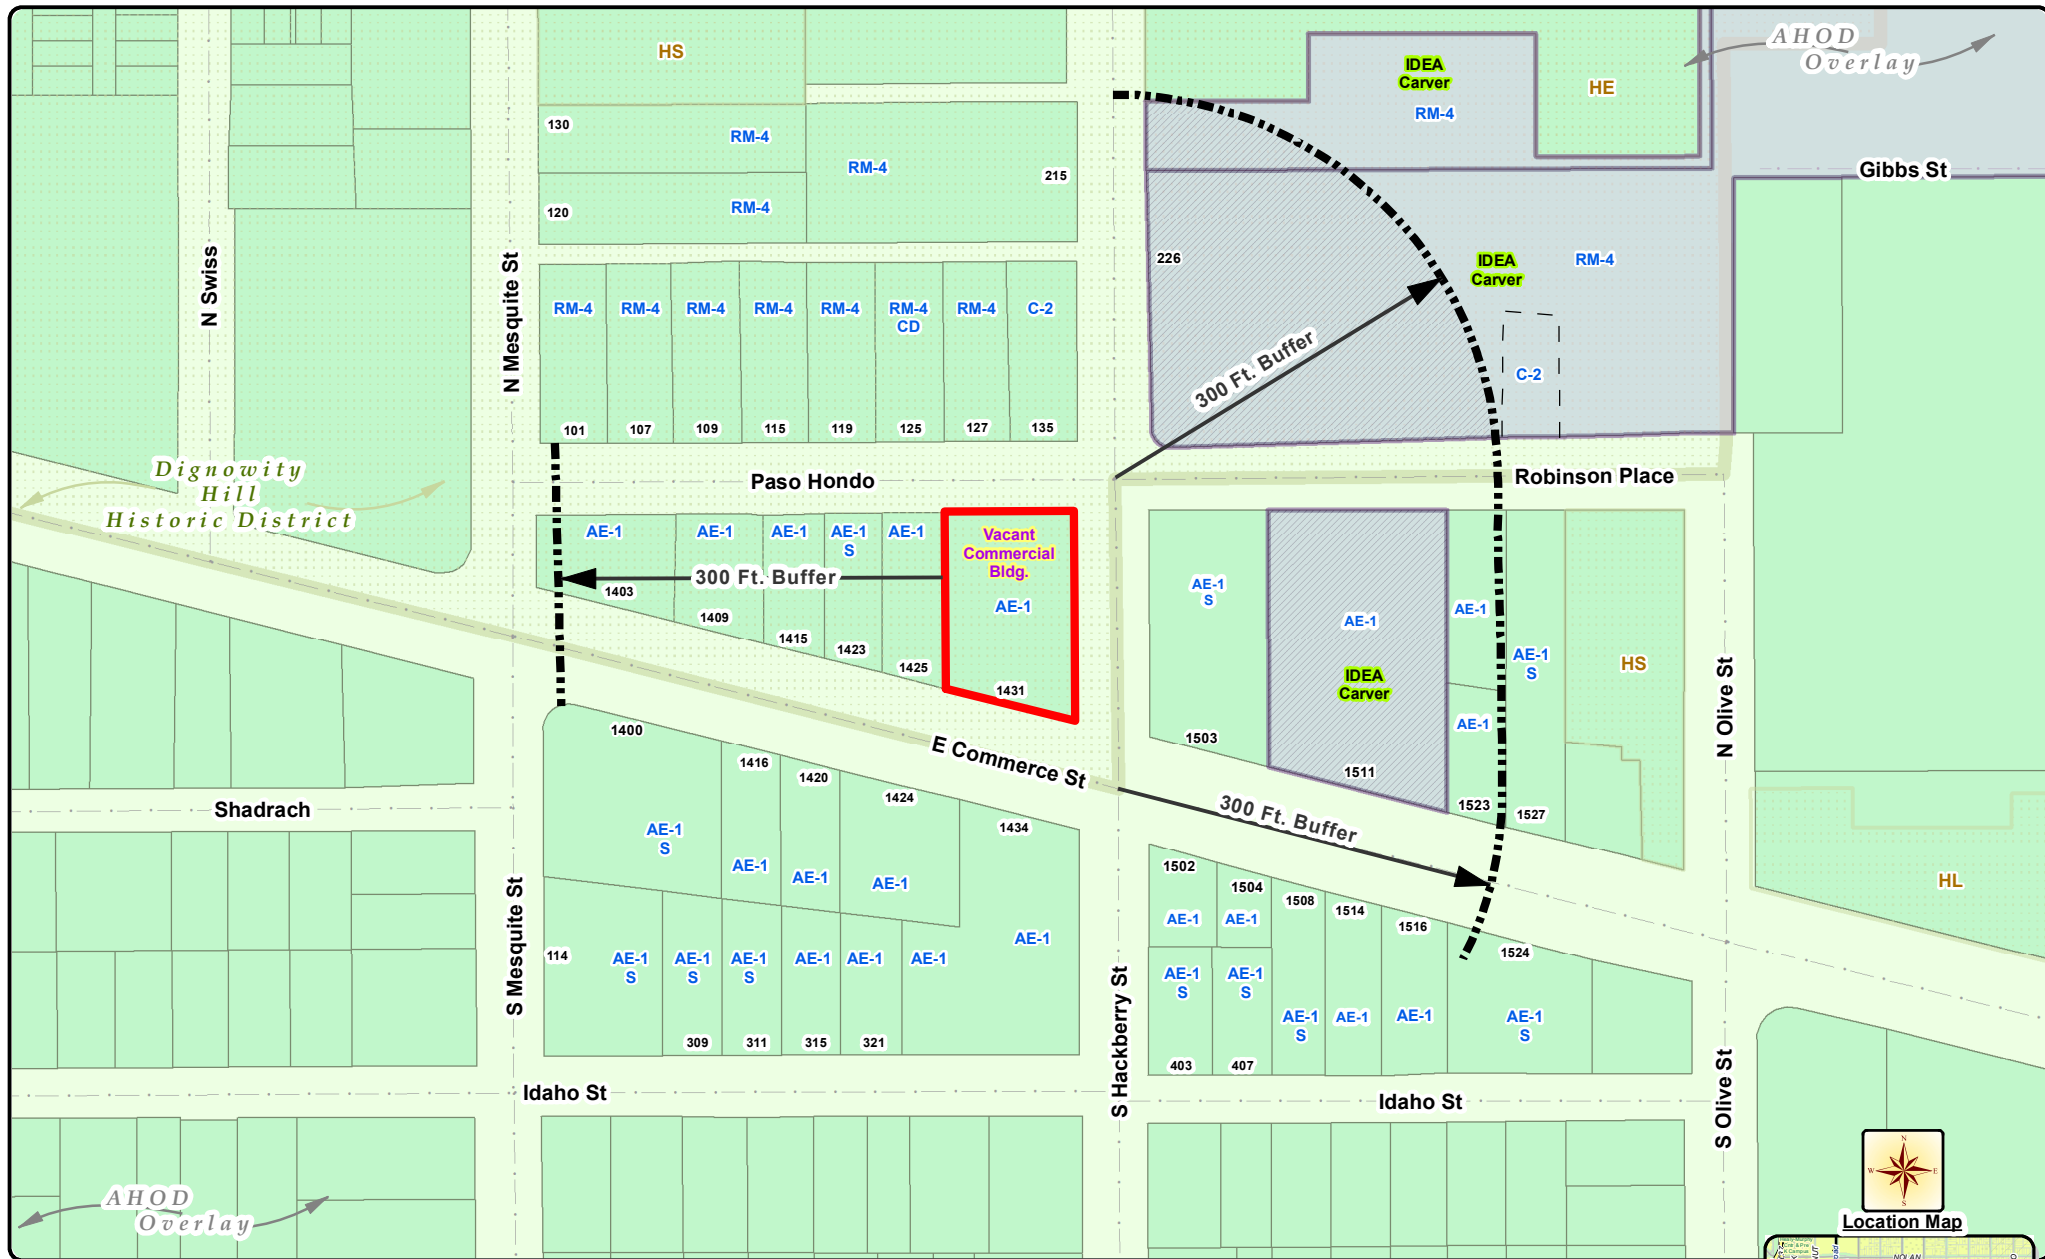 HS
IDEA
Carver
RM-4
HE
AHOD
Overlay
130
RM-4
RM-4
215
120
RM-4
Gibbs St
N Swiss
N Mesquite St
226
IDEA
Carver
RM-4
RM-4
RM-4
RM-4
RM-4
RM-4
RM-4
CD
RM-4
C-2
300 Ft. Buffer
C-2
101
107
109
115
119
125
127
135
Dignowity
Hill
Historic District
Paso Hondo
Robinson Place
AE-1
AE-1
AE-1
AE-1
S
AE-1
Vacant
Commercial
Bldg.
AE-1
300 Ft. Buffer
1403
1409
1415
1423
1425
1431
AE-1
S
AE-1
IDEA
Carver
AE-1
AE-1
S
AE-1
HS
1503
1511
1523
1527
N Olive St
1400
1416
1420
1424
1434
E Commerce St
300 Ft. Buffer
Shadrach
AE-1
S
AE-1
AE-1
AE-1
HL
S Mesquite St
114
AE-1
S
AE-1
S
AE-1
S
AE-1
AE-1
AE-1
AE-1
309
311
315
321
S Hackberry St
1502
1504
1508
1514
1516
1524
AE-1
AE-1
AE-1
S
AE-1
S
AE-1
S
AE-1
AE-1
AE-1
S
403
407
S Olive St
Idaho St
Idaho St
AHOD
Overlay
N
W
E
S
Location Map
NOLAN